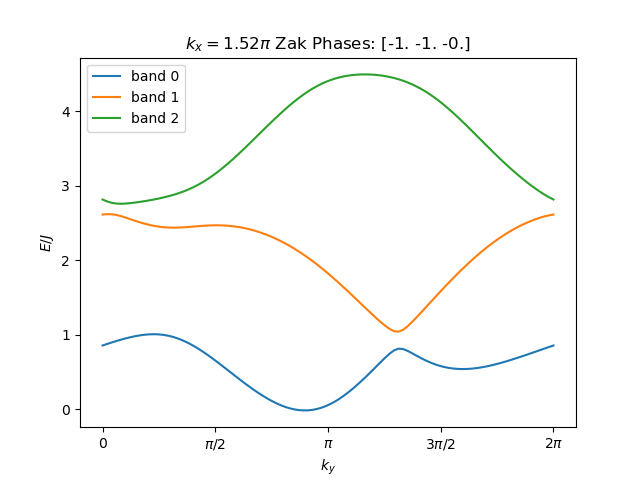 $k_x = 1.52\pi$ Zak Phases: [-1. -1. -0.]
band 0
band 1
band 2
4
3
2
1
0
E/J
0
π/2
π
3π/2
2π
$k_y$